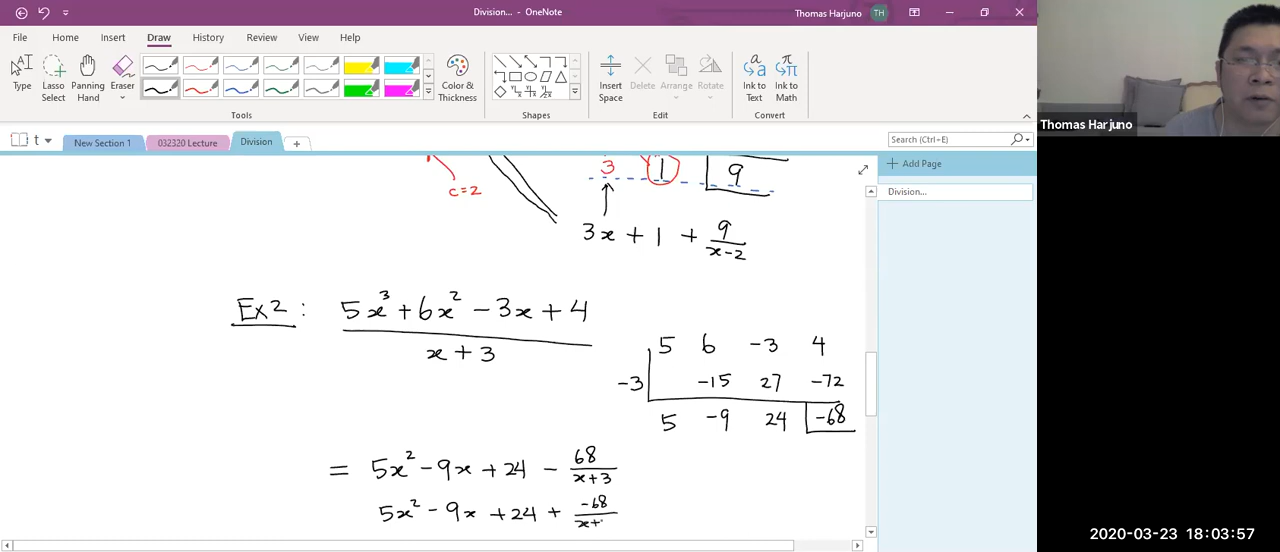 Division... - OneNote
Thomas Harjuno TH
File Home Insert Draw History Review View Help
Type Lasso Select Panning Hand Eraser
Color & Thickness
Insert Space Delete Arrange Rotate
Ink to Text Ink to Math
Tools Shapes Edit Convert
t New Section 1 032320 Lecture Division +
Search (Ctrl+E)
Add Page
Division...
Thomas Harjuno
c=2
3 1 9
3x + 1 + 9/(x-2)
Ex2 : (5x³ + 6x² - 3x + 4)/(x + 3)
5 6 -3 4
-3 -15 27 -72
5 -9 24 -68
= 5x² - 9x + 24 - 68/(x+3)
5x² - 9x + 24 + -68/(x+
2020-03-23 18:03:57